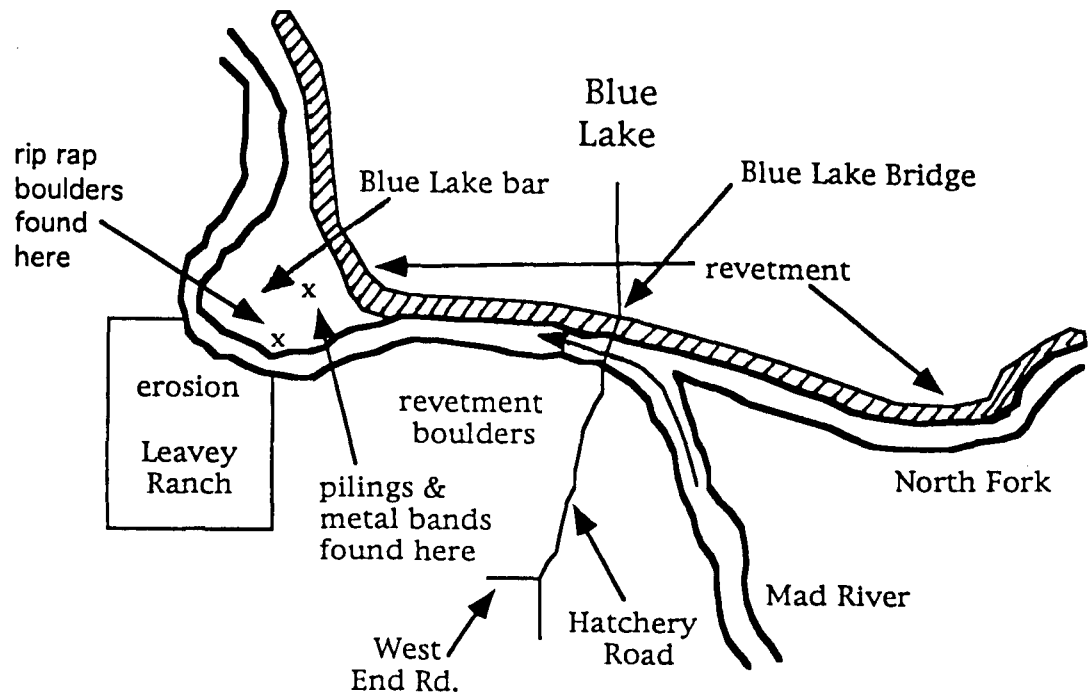 Blue
Lake
rip rap
boulders
found
here
Blue Lake bar
Blue Lake Bridge
revetment
x
x
erosion
Leavey
Ranch
revetment
boulders
pilings &
metal bands
found here
North Fork
Mad River
Hatchery
Road
West
End Rd.